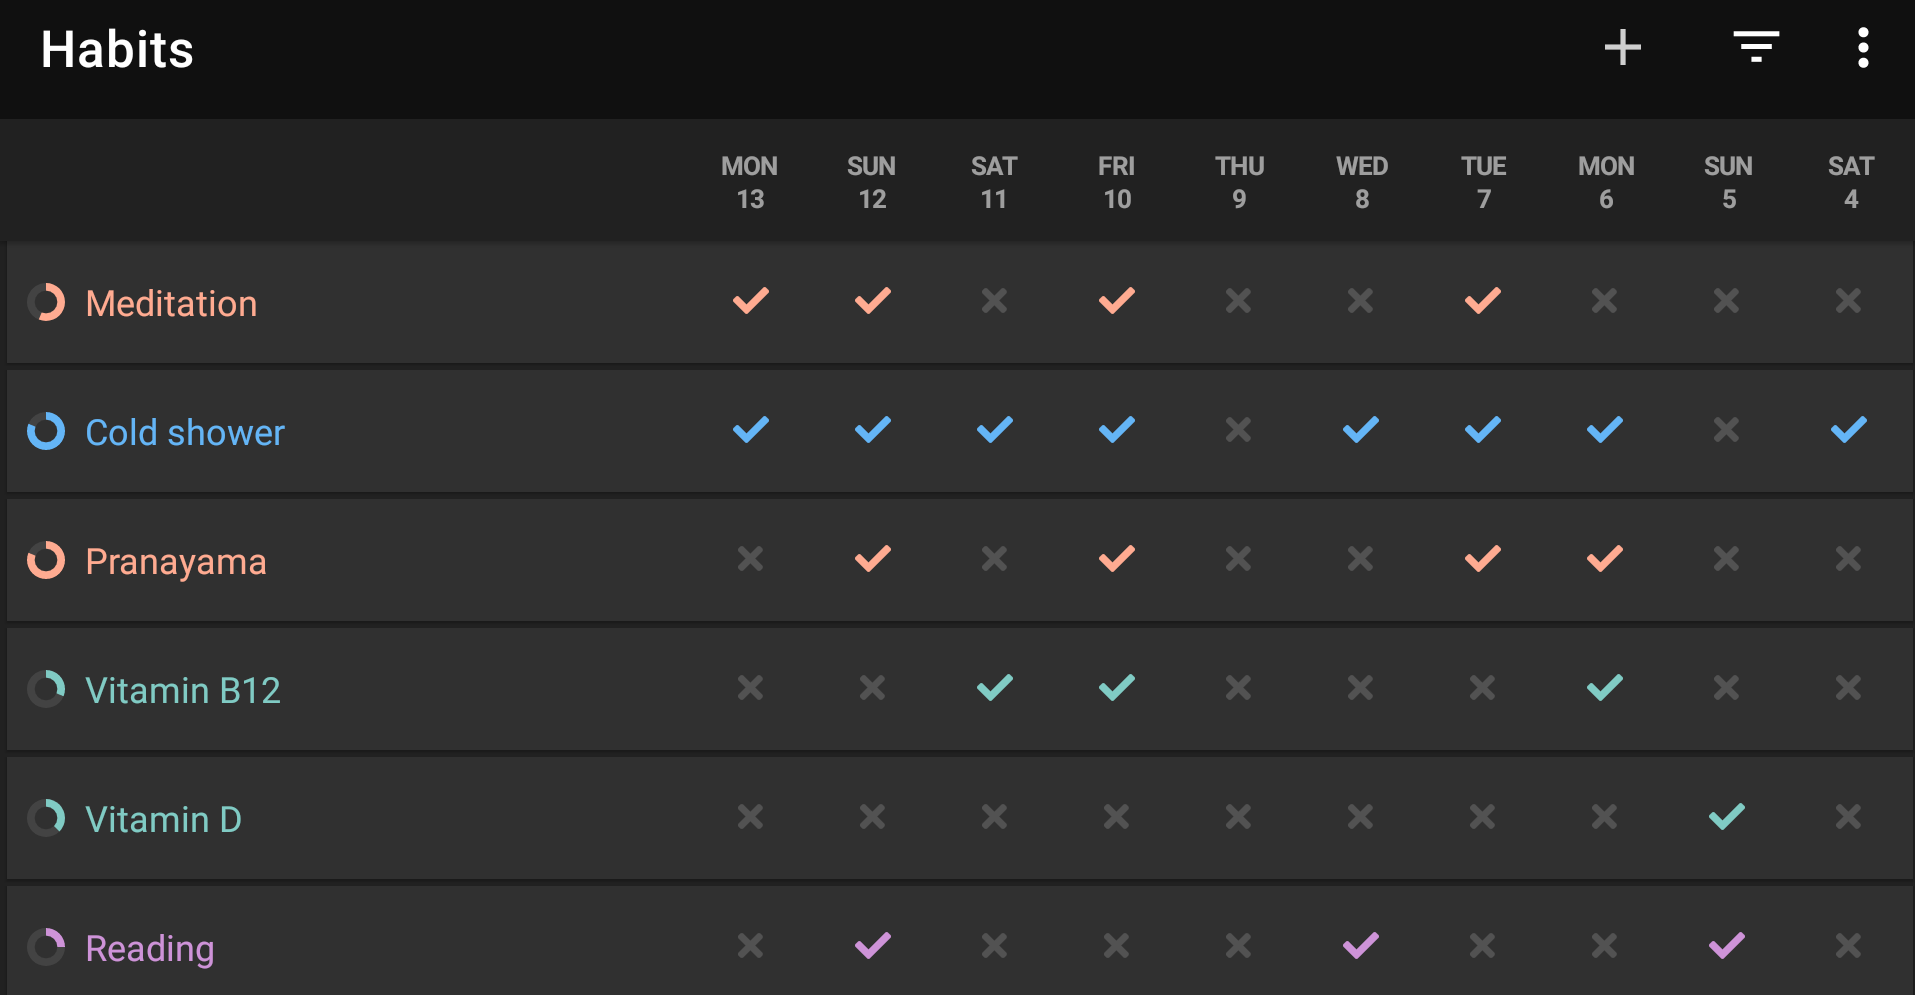 Habits
MON SUN SAT FRI THU WED TUE MON SUN SAT
13 12 11 10 9 8 7 6 5 4
Meditation
Cold shower
Pranayama
Vitamin B12
Vitamin D
Reading